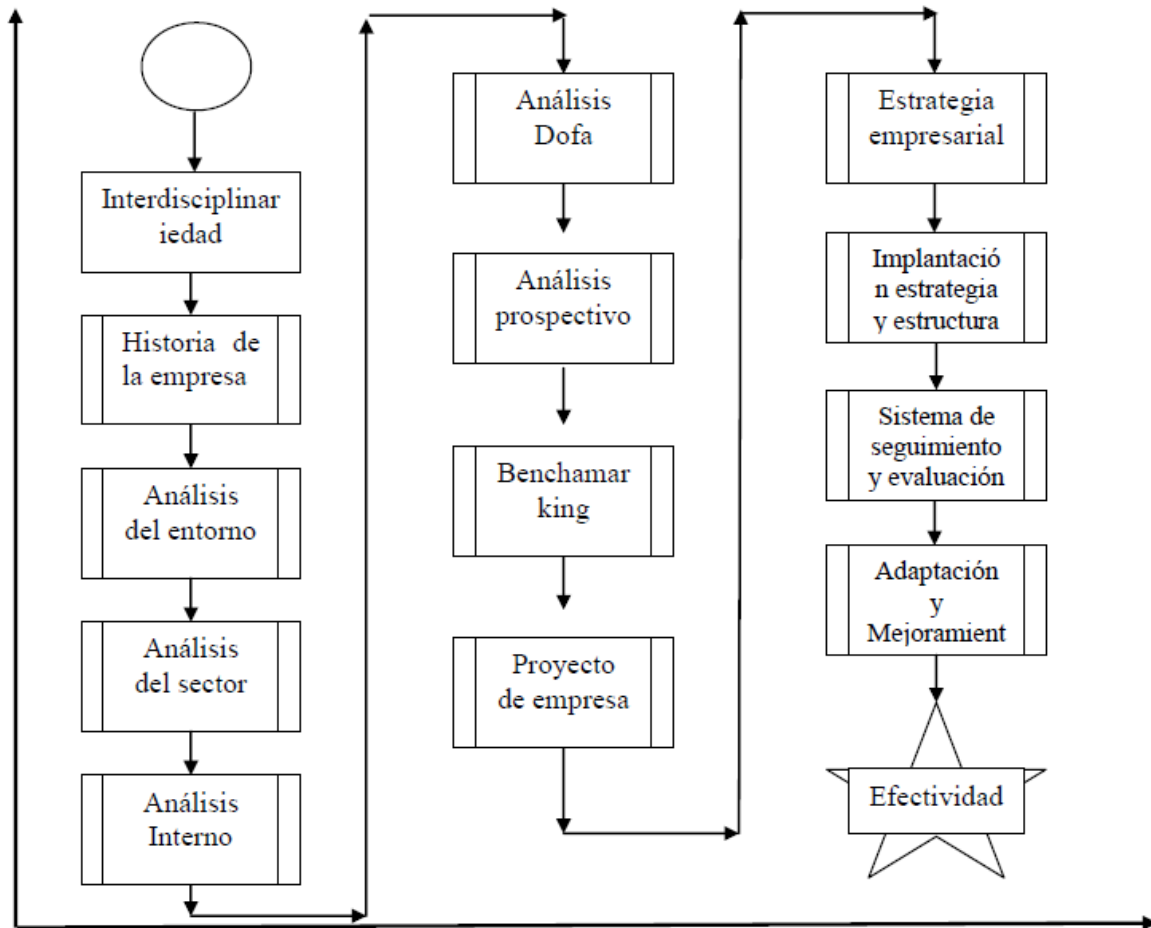 Interdisciplinar
iedad
Historia de
la empresa
Análisis
del entorno
Análisis
del sector
Análisis
Interno
Análisis
Dofa
Análisis
prospectivo
Benchamar
king
Proyecto
de empresa
Estrategia
empresarial
Implantació
n estrategia
y estructura
Sistema de
seguimiento
y evaluación
Adaptación
y
Mejoramient
Efectividad